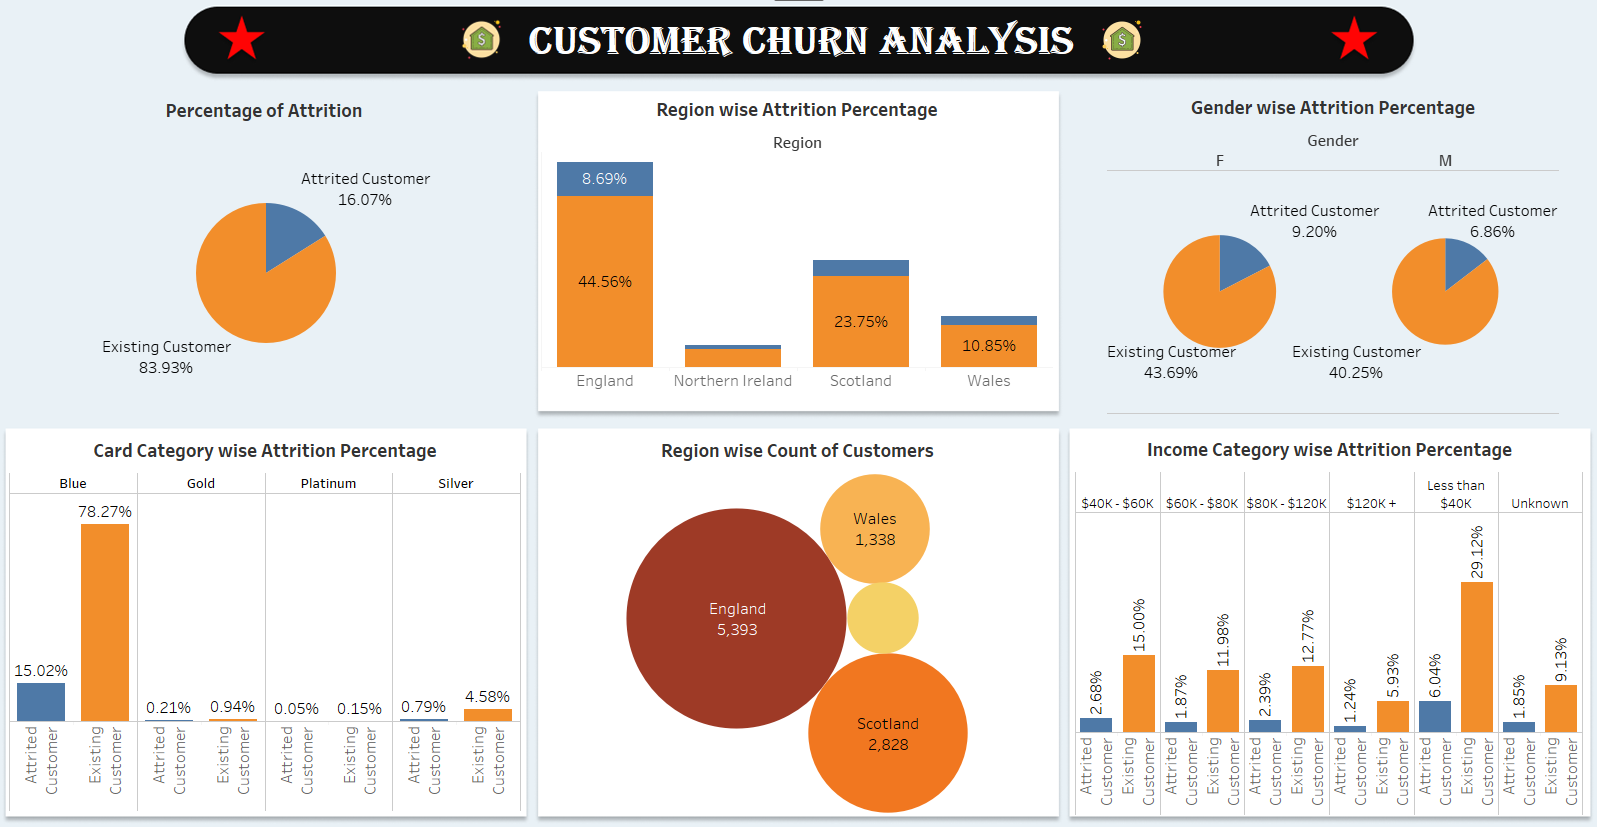 CUSTOMER CHURN ANALYSIS
Percentage of Attrition
Attrited Customer
16.07%
Existing Customer
83.93%
Region wise Attrition Percentage
Region
8.69%
44.56%
23.75%
10.85%
England
Northern Ireland
Scotland
Wales
Gender wise Attrition Percentage
Gender
F
M
Attrited Customer
9.20%
Existing Customer
43.69%
Attrited Customer
6.86%
Existing Customer
40.25%
Card Category wise Attrition Percentage
Blue
Gold
Platinum
Silver
15.02%
78.27%
0.21%
0.94%
0.05%
0.15%
0.79%
4.58%
Attrited
Customer
Existing
Customer
Attrited
Customer
Existing
Customer
Attrited
Customer
Existing
Customer
Attrited
Customer
Existing
Customer
Region wise Count of Customers
Wales
1,338
England
5,393
Scotland
2,828
Income Category wise Attrition Percentage
$40K - $60K
$60K - $80K
$80K - $120K
$120K +
Less than
$40K
Unknown
2.68%
15.00%
1.87%
11.98%
2.39%
12.77%
1.24%
5.93%
6.04%
29.12%
1.85%
9.13%
Attrited
Customer
Existing
Customer
Attrited
Customer
Existing
Customer
Attrited
Customer
Existing
Customer
Attrited
Customer
Existing
Customer
Attrited
Customer
Existing
Customer
Attrited
Customer
Existing
Customer